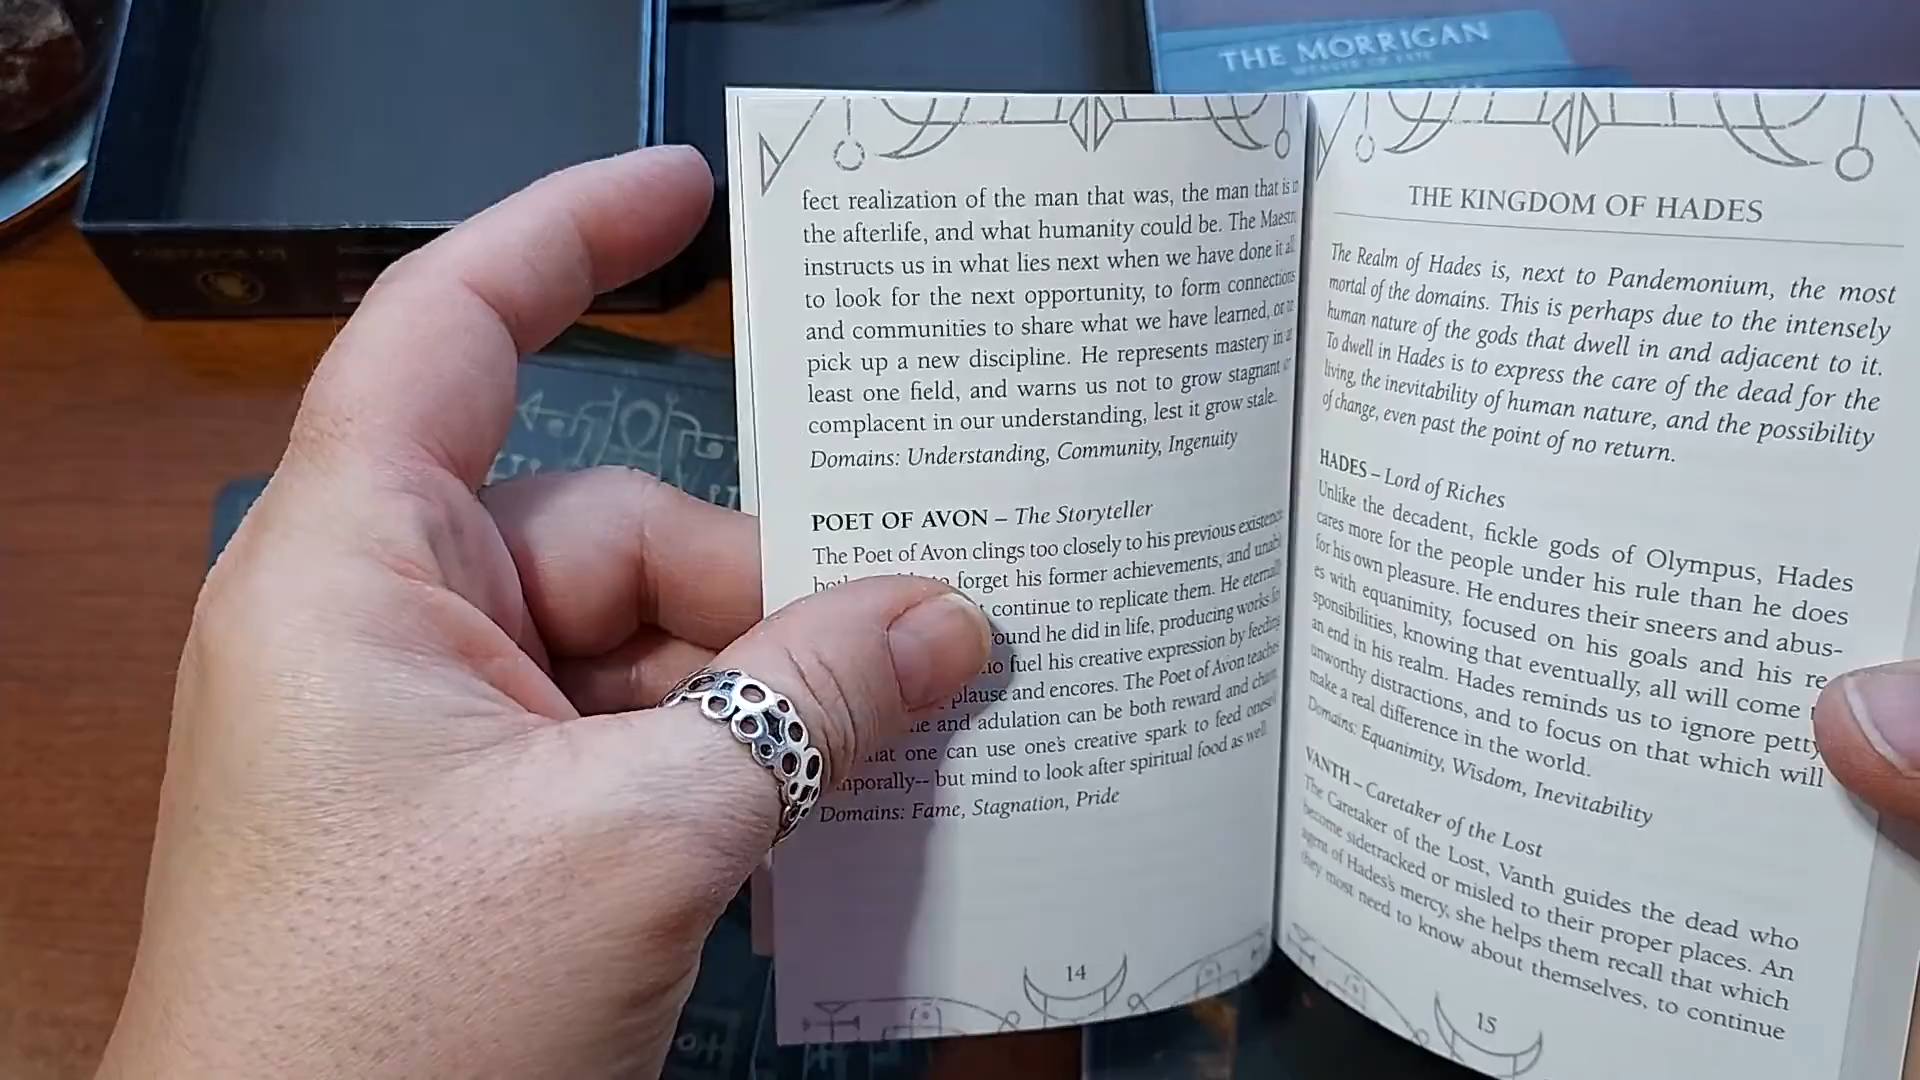 THE MORRIGAN
fect realization of the man that was, the man that is
the afterlife, and what humanity could be. The
instructs us in what lies next when we have done it
to look for the next opportunity, to form connections
and communities to share what we have learned,
pick up a new discipline. He represents mastery in
least one field, and warns us not to grow stagnant
complacent in our understanding, lest it grow stale.
Domains: Understanding, Community, Ingenuity
POET OF AVON – The Storyteller
The Poet of Avon clings too closely to his previous
forget his former achievements, and
continue to replicate them. He
he did in life, producing works
fuel his creative expression by feeding
and encores. The Poet of Avon
and adulation can be both reward and
one can use one's creative spark to feed
but mind to look after spiritual food as well.
Domains: Fame, Stagnation, Pride
14
THE KINGDOM OF HADES
The Realm of Hades is, next to Pandemonium, the most
mortal of the domains. This is perhaps due to the intensely
human nature of the gods that dwell in and adjacent to it.
To dwell in Hades is to express the care of the dead for the
living, the inevitability of human nature, and the possibility
of change, even past the point of no return.
HADES – Lord of Riches
Unlike the decadent, fickle gods of Olympus, Hades
cares more for the people under his rule than he does
for his own pleasure. He endures their sneers and abus-
es with equanimity, focused on his goals and his re
sponsibilities, knowing that eventually, all will come
an end in his realm. Hades reminds us to ignore petty
unworthy distractions, and to focus on that which will
make a real difference in the world.
Domains: Equanimity, Wisdom, Inevitability
VANTH – Caretaker of the Lost
The Caretaker of the Lost, Vanth guides the dead who
become sidetracked or misled to their proper places. An
agent of Hades's mercy, she helps them recall that which
they most need to know about themselves, to continue
15